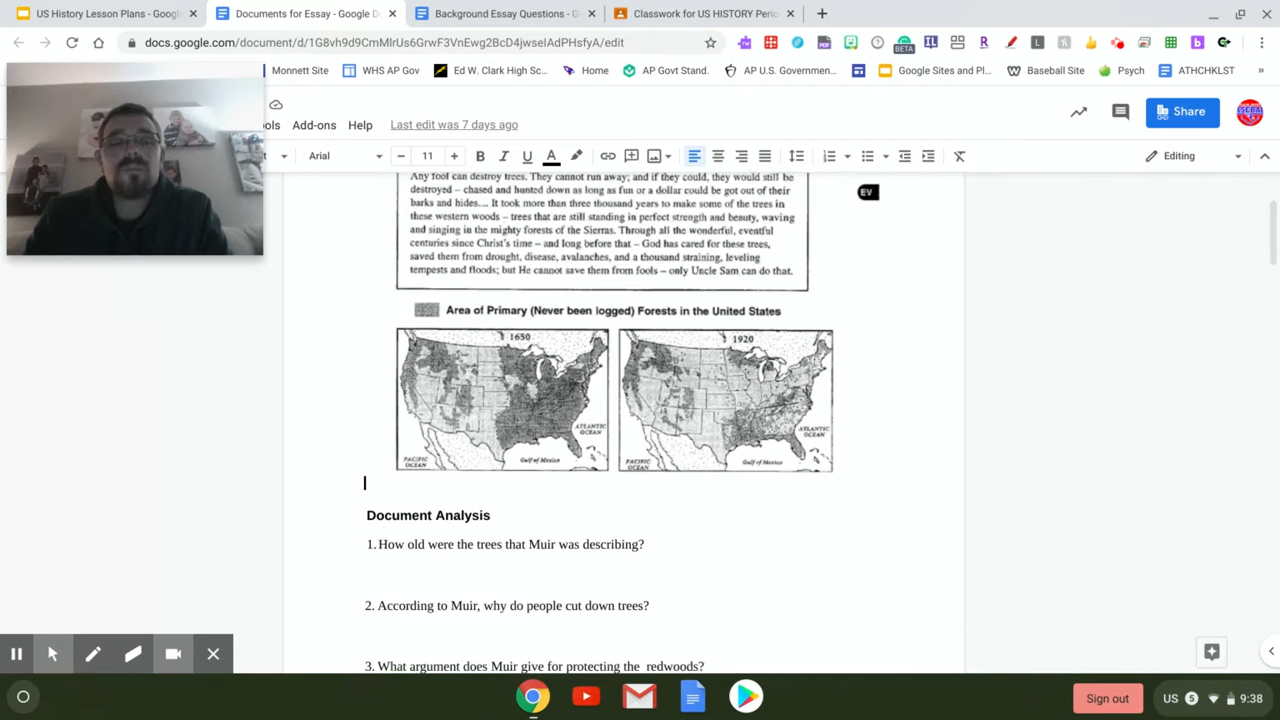 US History Lesson Plans - Googl
Documents for Essay - Google D
Background Essay Questions - G
Classwork for US HISTORY Perio
docs.google.com/document/d/1G8vh9d9CmMlrUs6GrwF3VnEwg2BcD4jwseIAdPHsfyA/edit
BETA
Monnett Site
WHS AP Gov
Ed W. Clark High Sc...
Home
AP Govt Stand.
AP U.S. Governmen...
Google Sites and Pl...
Baseball Site
Psych
ATHCHKLST
»
ols
Add-ons
Help
Last edit was 7 days ago
Share
Arial
11
Editing
Any fool can destroy trees. They cannot run away; and if they could, they would still be
destroyed – chased and hunted down as long as fun or a dollar could be got out of their
barks and hides.... It took more than three thousand years to make some of the trees in
these western woods – trees that are still standing in perfect strength and beauty, waving
and singing in the mighty forests of the Sierras. Through all the wonderful, eventful
centuries since Christ's time – and long before that – God has cared for these trees,
saved them from drought, disease, avalanches, and a thousand straining, leveling
tempests and floods; but He cannot save them from fools – only Uncle Sam can do that.
EV
Area of Primary (Never been logged) Forests in the United States
1650
ATLANTIC
OCEAN
PACIFIC
OCEAN
Gulf of Mexico
1920
ATLANTIC
OCEAN
PACIFIC
OCEAN
Gulf of Mexico
Document Analysis
1. How old were the trees that Muir was describing?
2. According to Muir, why do people cut down trees?
3. What argument does Muir give for protecting the redwoods?
Sign out
US
5
9:38